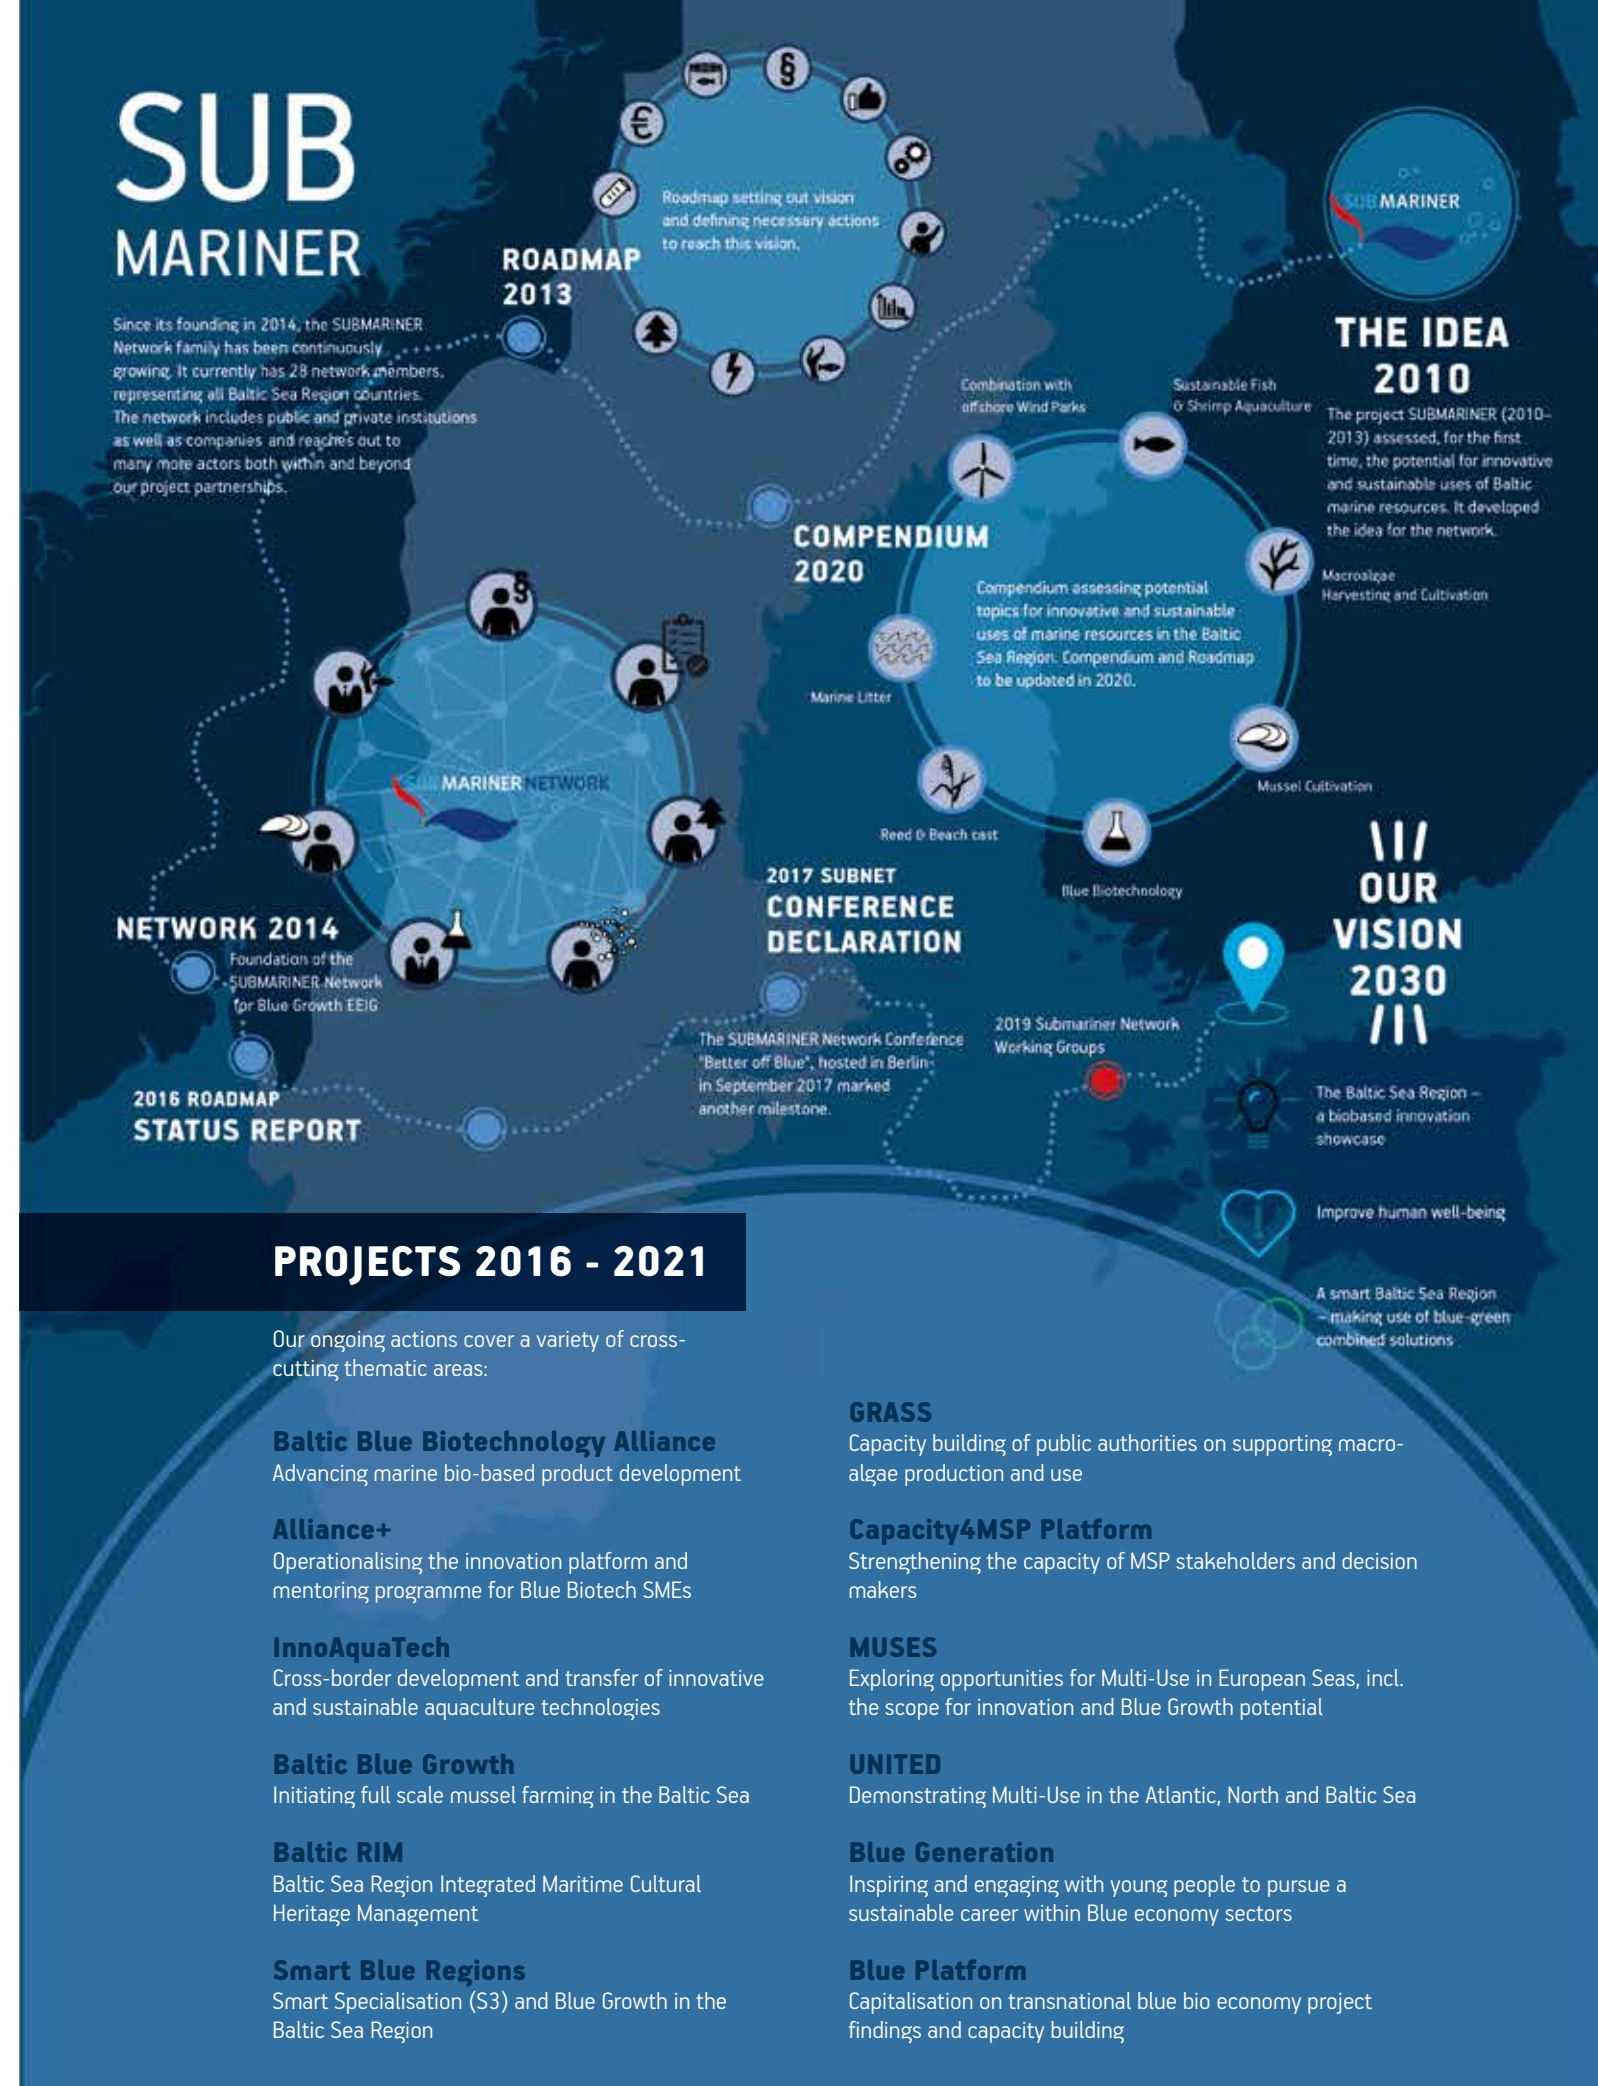 SUB
MARINER
Since its founding in 2014, the SUBMARINER
Network family has been continuously
growing. It currently has 28 network members,
representing all Baltic Sea Region countries.
The network includes public and private institutions
as well as companies and reaches out to
many more actors both within and beyond
our project partnerships.
ROADMAP
2013
Roadmap setting out vision
and defining necessary actions
to reach this vision.
SUBMARINER
THE IDEA
2010
The project SUBMARINER (2010–
2013) assessed, for the first
time, the potential for innovative
and sustainable uses of Baltic
marine resources. It developed
the idea for the network.
COMPENDIUM
2020
Combination with
offshore Wind Parks
Sustainable Fish
& Shrimp Aquaculture
Macroalgae
Harvesting and Cultivation
Compendium assessing potential
topics for innovative and sustainable
uses of marine resources in the Baltic
Sea Region. Compendium and Roadmap
to be updated in 2020.
Marine Litter
Mussel Cultivation
Reed & Beach cast
Blue Biotechnology
SUBMARINER NETWORK
NETWORK 2014
Foundation of the
SUBMARINER Network
for Blue Growth EEIG
2016 ROADMAP
STATUS REPORT
2017 SUBNET
CONFERENCE
DECLARATION
The SUBMARINER Network Conference
"Better off Blue", hosted in Berlin
in September 2017 marked
another milestone.
2019 Submariner Network
Working Groups
OUR
VISION
2030
The Baltic Sea Region –
a biobased innovation
showcase
Improve human well-being
A smart Baltic Sea Region
– making use of blue-green
combined solutions
PROJECTS 2016 - 2021
Our ongoing actions cover a variety of cross-
cutting thematic areas:
Baltic Blue Biotechnology Alliance
Advancing marine bio-based product development
Alliance+
Operationalising the innovation platform and
mentoring programme for Blue Biotech SMEs
InnoAquaTech
Cross-border development and transfer of innovative
and sustainable aquaculture technologies
Baltic Blue Growth
Initiating full scale mussel farming in the Baltic Sea
Baltic RIM
Baltic Sea Region Integrated Maritime Cultural
Heritage Management
Smart Blue Regions
Smart Specialisation (S3) and Blue Growth in the
Baltic Sea Region
GRASS
Capacity building of public authorities on supporting macro-
algae production and use
Capacity4MSP Platform
Strengthening the capacity of MSP stakeholders and decision
makers
MUSES
Exploring opportunities for Multi-Use in European Seas, incl.
the scope for innovation and Blue Growth potential
UNITED
Demonstrating Multi-Use in the Atlantic, North and Baltic Sea
Blue Generation
Inspiring and engaging with young people to pursue a
sustainable career within Blue economy sectors
Blue Platform
Capitalisation on transnational blue bio economy project
findings and capacity building